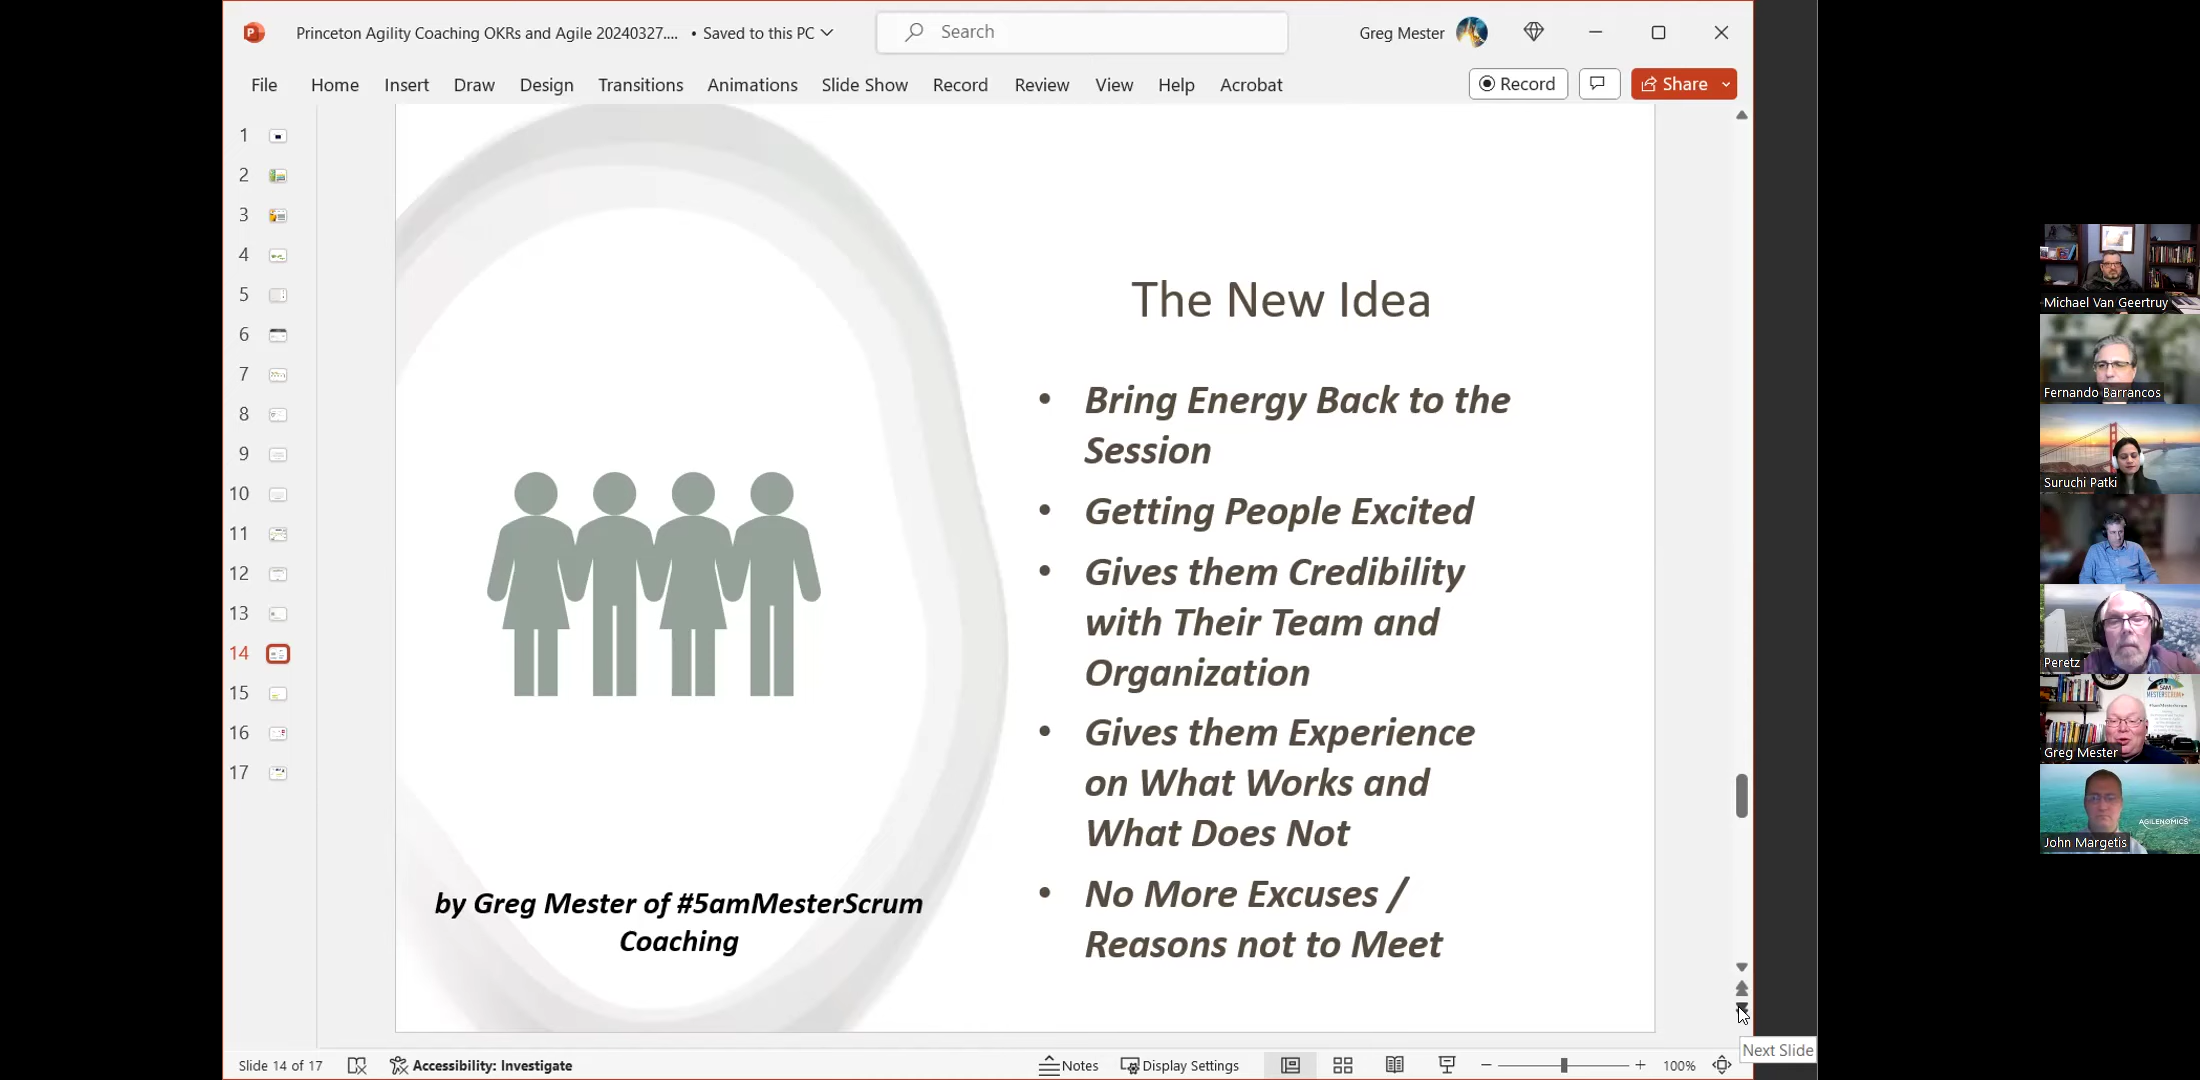 Princeton Agility Coaching OKRs and Agile 20240327.... • Saved to this PC
Search
Greg Mester
File Home Insert Draw Design Transitions Animations Slide Show Record Review View Help Acrobat
Record
Share
1
2
3
4
5
6
7
8
9
10
11
12
13
14
15
16
17
The New Idea
• Bring Energy Back to the
Session
• Getting People Excited
• Gives them Credibility
with Their Team and
Organization
• Gives them Experience
on What Works and
What Does Not
• No More Excuses /
Reasons not to Meet
by Greg Mester of #5amMesterScrum
Coaching
Slide 14 of 17
Accessibility: Investigate
Notes
Display Settings
100%
Next Slide
Michael Van Geertruy
Fernando Barrancos
Suruchi Patki
Peretz
5AM
MESTERSCRUM
Greg Mester
AGILENOMICS
John Margetis